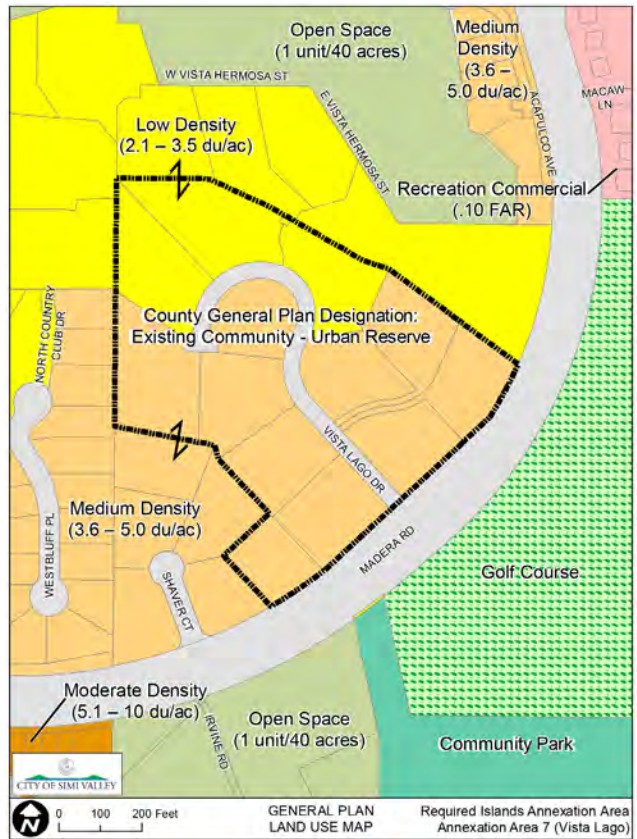 Open Space
(1 unit/40 acres)
Medium
Density
(3.6 –
5.0 du/ac)
W VISTA HERMOSA ST
E VISTA HERMOSA ST
ACAPULCO AVE
MACAW
LN
Low Density
(2.1 – 3.5 du/ac)
Recreation Commercial
(.10 FAR)
County General Plan Designation:
Existing Community - Urban Reserve
NORTH COUNTRY
CLUB DR
VISTA LAGO DR
Medium Density
(3.6 – 5.0 du/ac)
WESTBLUFF PL
SHAVER CT
MADERA RD
Golf Course
Moderate Density
(5.1 – 10 du/ac)
IRVINE RD
Open Space
(1 unit/40 acres)
Community Park
CITY OF SIMI VALLEY
N
0 100 200 Feet
GENERAL PLAN
LAND USE MAP
Required Islands Annexation Area
Annexation Area 7 (Vista Lago)